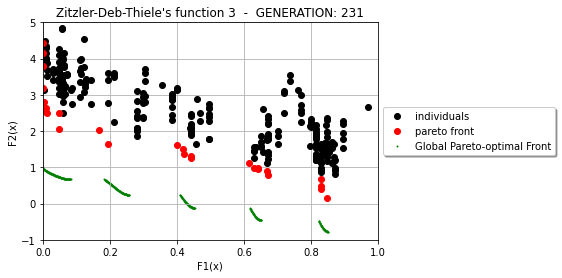 Zitzler-Deb-Thiele's function 3 - GENERATION: 231
5
4
3
2
1
0
−1
F2(x)
0.0
0.2
0.4
0.6
0.8
1.0
F1(x)
individuals
pareto front
Global Pareto-optimal Front